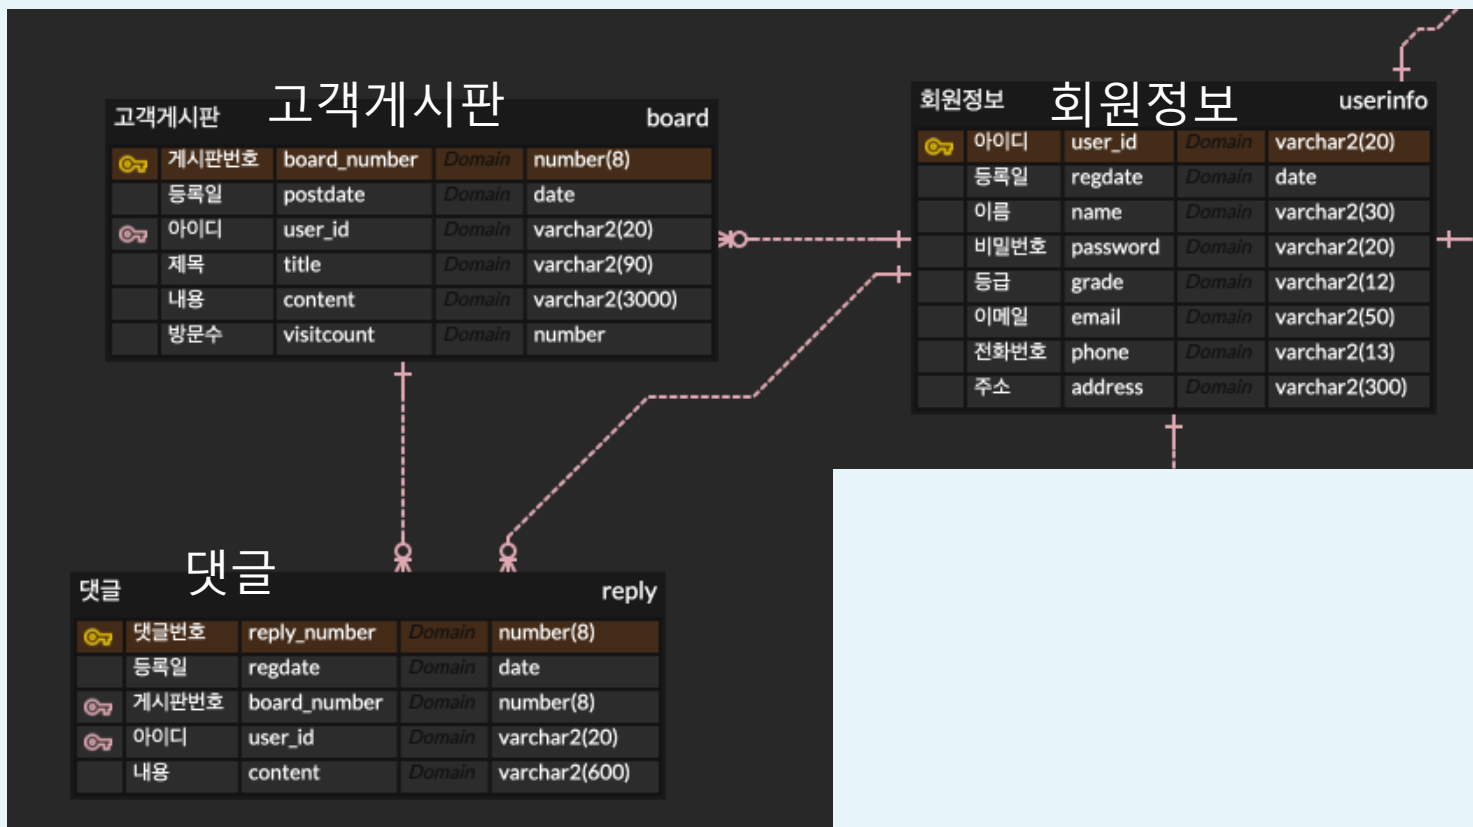 고객게시판 고객게시판 board
게시판번호 board_number Domain number(8)
등록일 postdate Domain date
아이디 user_id Domain varchar2(20)
제목 title Domain varchar2(90)
내용 content Domain varchar2(3000)
방문수 visitcount Domain number
회원정보 회원정보 userinfo
아이디 user_id Domain varchar2(20)
등록일 regdate Domain date
이름 name Domain varchar2(30)
비밀번호 password Domain varchar2(20)
등급 grade Domain varchar2(12)
이메일 email Domain varchar2(50)
전화번호 phone Domain varchar2(13)
주소 address Domain varchar2(300)
댓글 댓글 reply
댓글번호 reply_number Domain number(8)
등록일 regdate Domain date
게시판번호 board_number Domain number(8)
아이디 user_id Domain varchar2(20)
내용 content Domain varchar2(600)